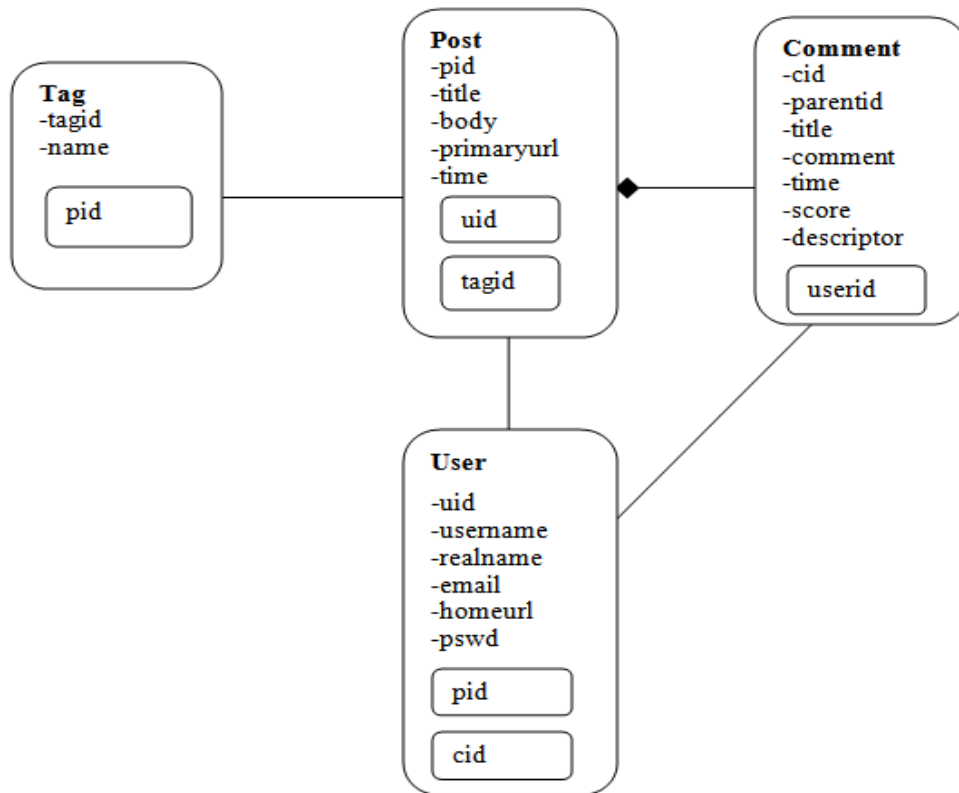 Tag
-tagid
-name
pid
Post
-pid
-title
-body
-primaryurl
-time
uid
tagid
Comment
-cid
-parentid
-title
-comment
-time
-score
-descriptor
userid
User
-uid
-username
-realname
-email
-homeurl
-pswd
pid
cid